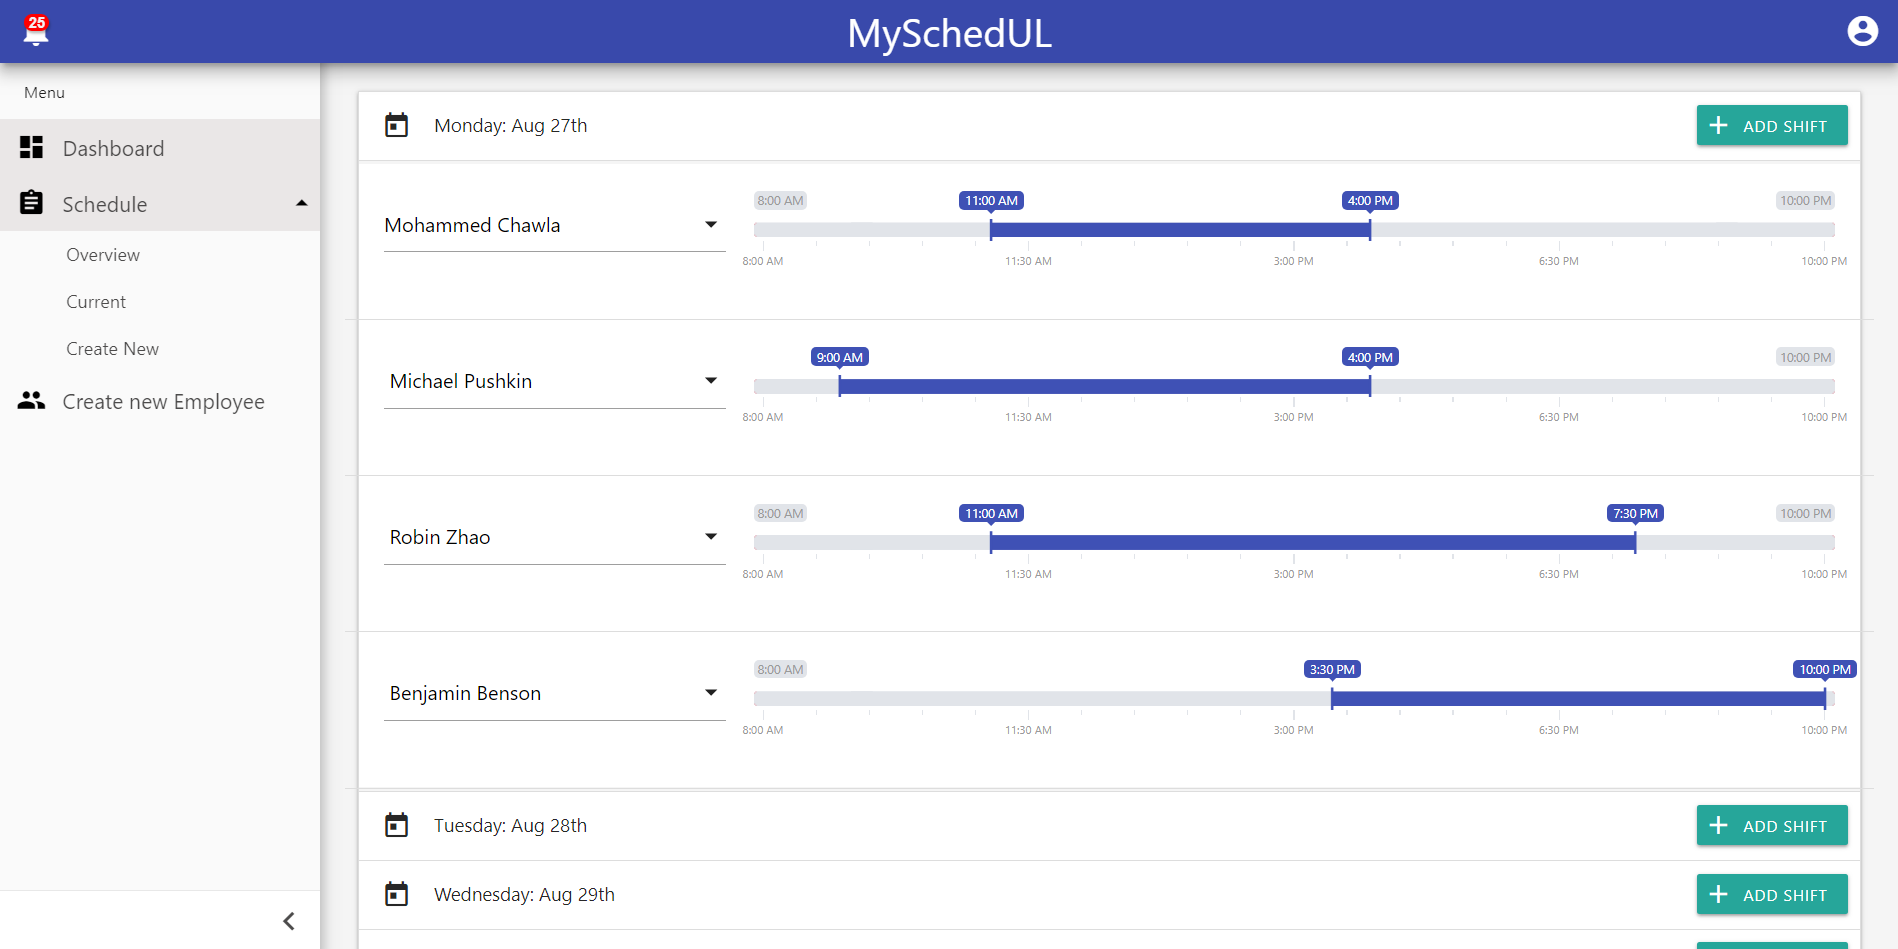 25
MySchedUL
Menu
Dashboard
Schedule
Overview
Current
Create New
Create new Employee
Monday: Aug 27th
ADD SHIFT
Mohammed Chawla
8:00 AM 11:00 AM 4:00 PM 10:00 PM
8:00 AM 11:30 AM 3:00 PM 6:30 PM 10:00 PM
Michael Pushkin
9:00 AM 4:00 PM 10:00 PM
8:00 AM 11:30 AM 3:00 PM 6:30 PM 10:00 PM
Robin Zhao
8:00 AM 11:00 AM 7:30 PM 10:00 PM
8:00 AM 11:30 AM 3:00 PM 6:30 PM 10:00 PM
Benjamin Benson
8:00 AM 3:30 PM 10:00 PM
8:00 AM 11:30 AM 3:00 PM 6:30 PM 10:00 PM
Tuesday: Aug 28th
ADD SHIFT
Wednesday: Aug 29th
ADD SHIFT